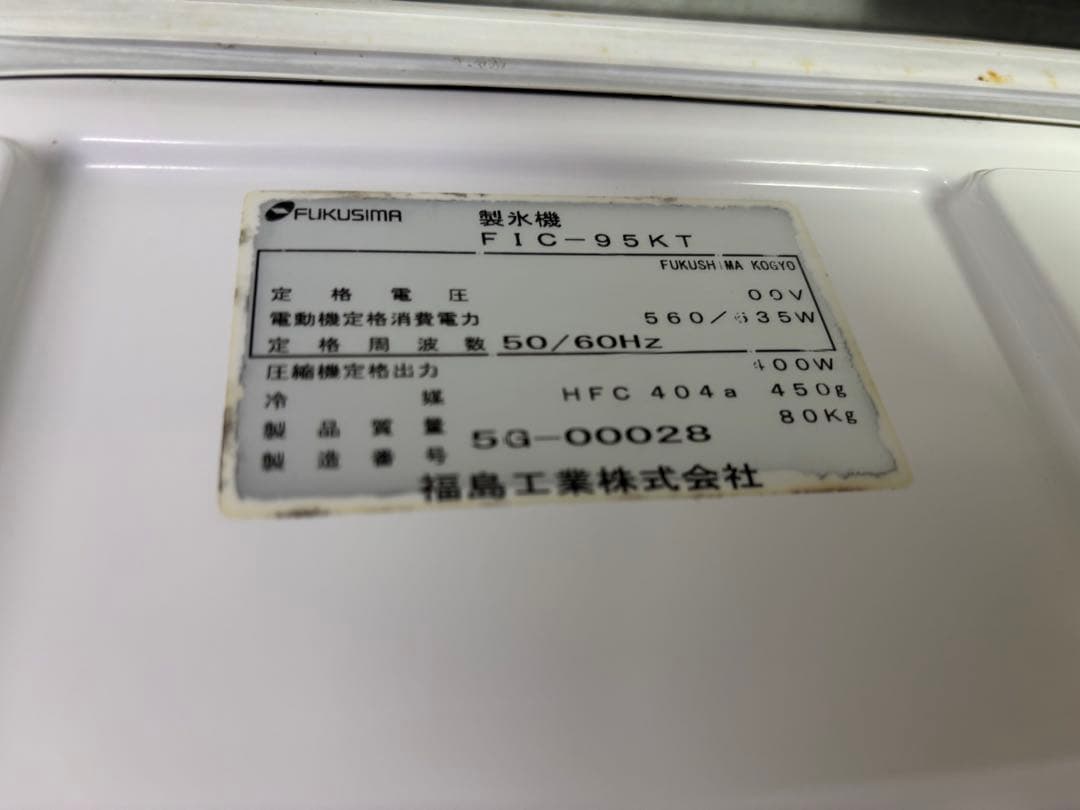 FUKUSIMA 製氷機
FIC-95KT
FUKUSHIMA KOGYO
定格電圧 00V
電動機定格消費電力 560/635W
定格周波数 50/60Hz
圧縮機定格出力 400W
冷媒 HFC 404a 450g
製品質量 80Kg
製造番号 5G-00028
福島工業株式会社